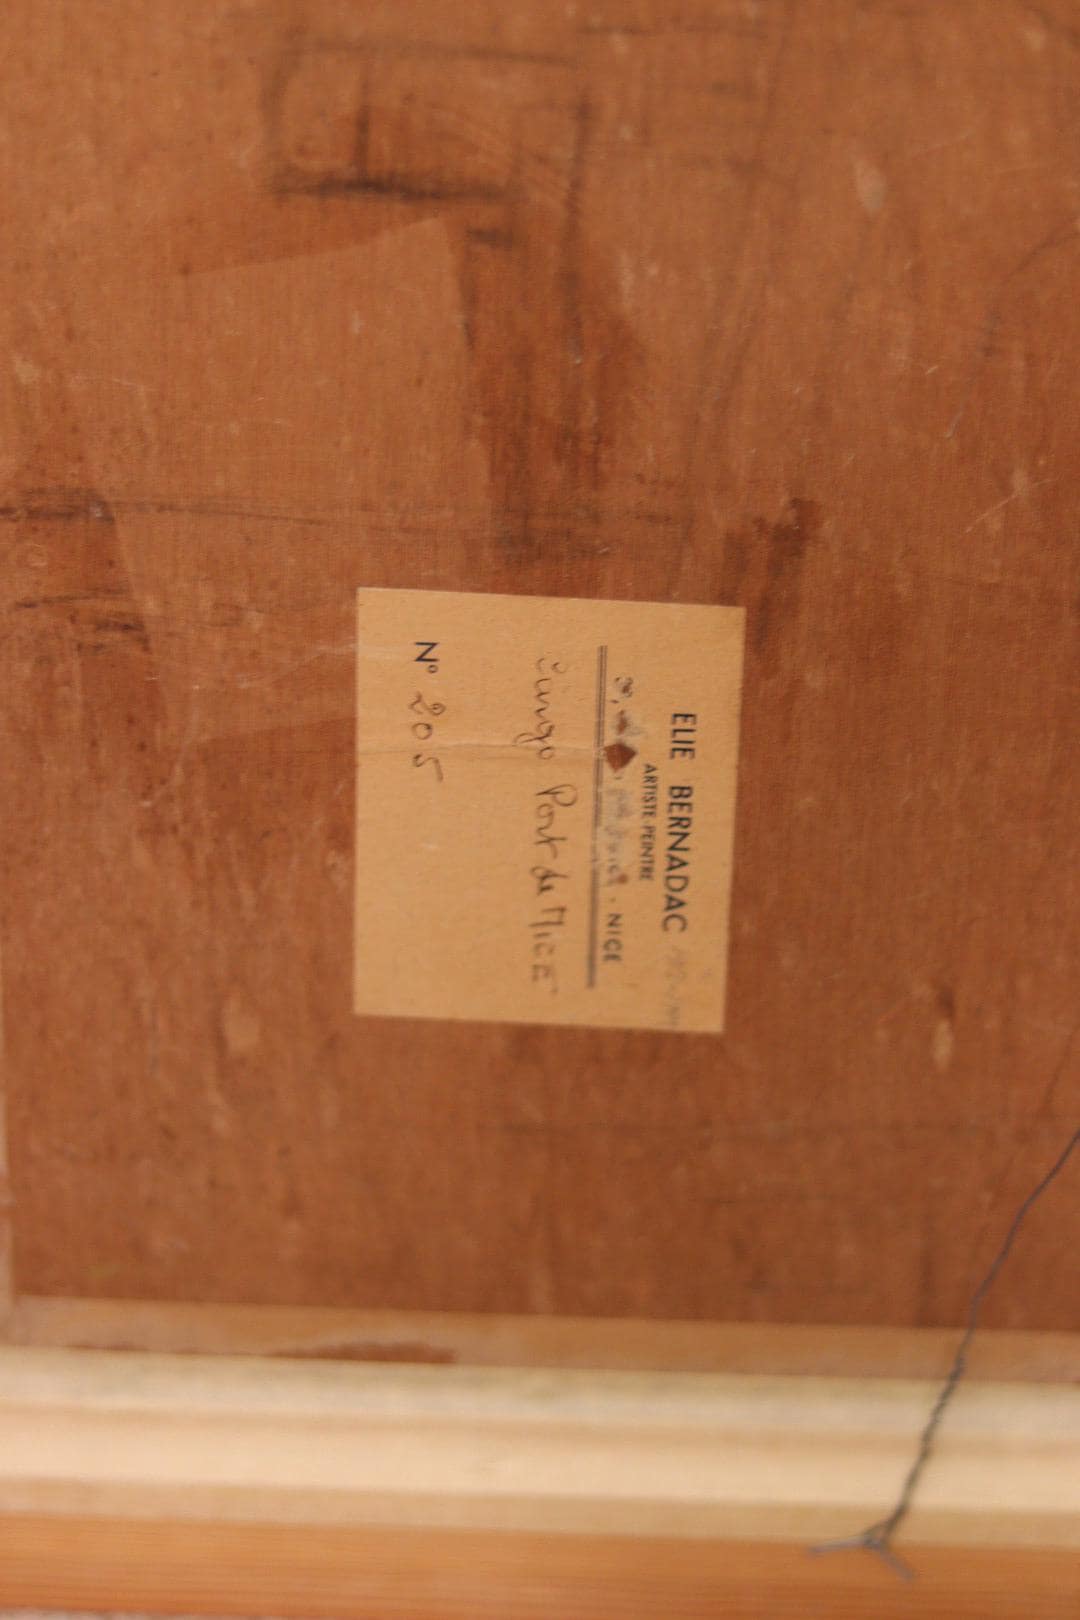 ELIE BERNADAC
ARTISTE-PEINTRE
NICE
Port de NICE
N° 205